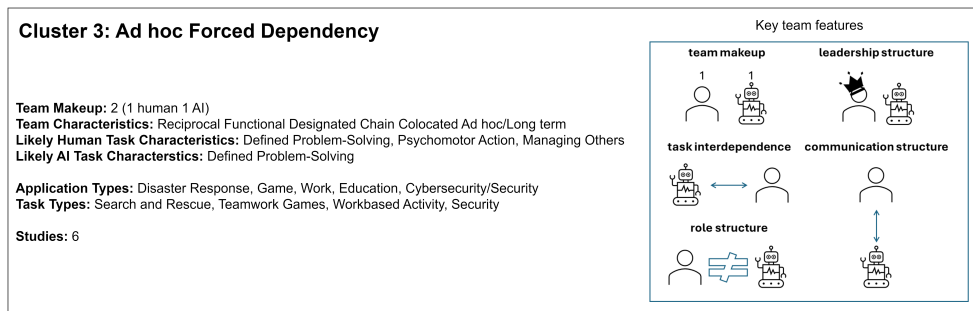 Cluster 3: Ad hoc Forced Dependency
Team Makeup: 2 (1 human 1 AI)
Team Characteristics: Reciprocal Functional Designated Chain Colocated Ad hoc/Long term
Likely Human Task Characteristics: Defined Problem-Solving, Psychomotor Action, Managing Others
Likely AI Task Characterstics: Defined Problem-Solving
Application Types: Disaster Response, Game, Work, Education, Cybersecurity/Security
Task Types: Search and Rescue, Teamwork Games, Workbased Activity, Security
Studies: 6
Key team features
team makeup
1 1
leadership structure
task interdependence
communication structure
role structure